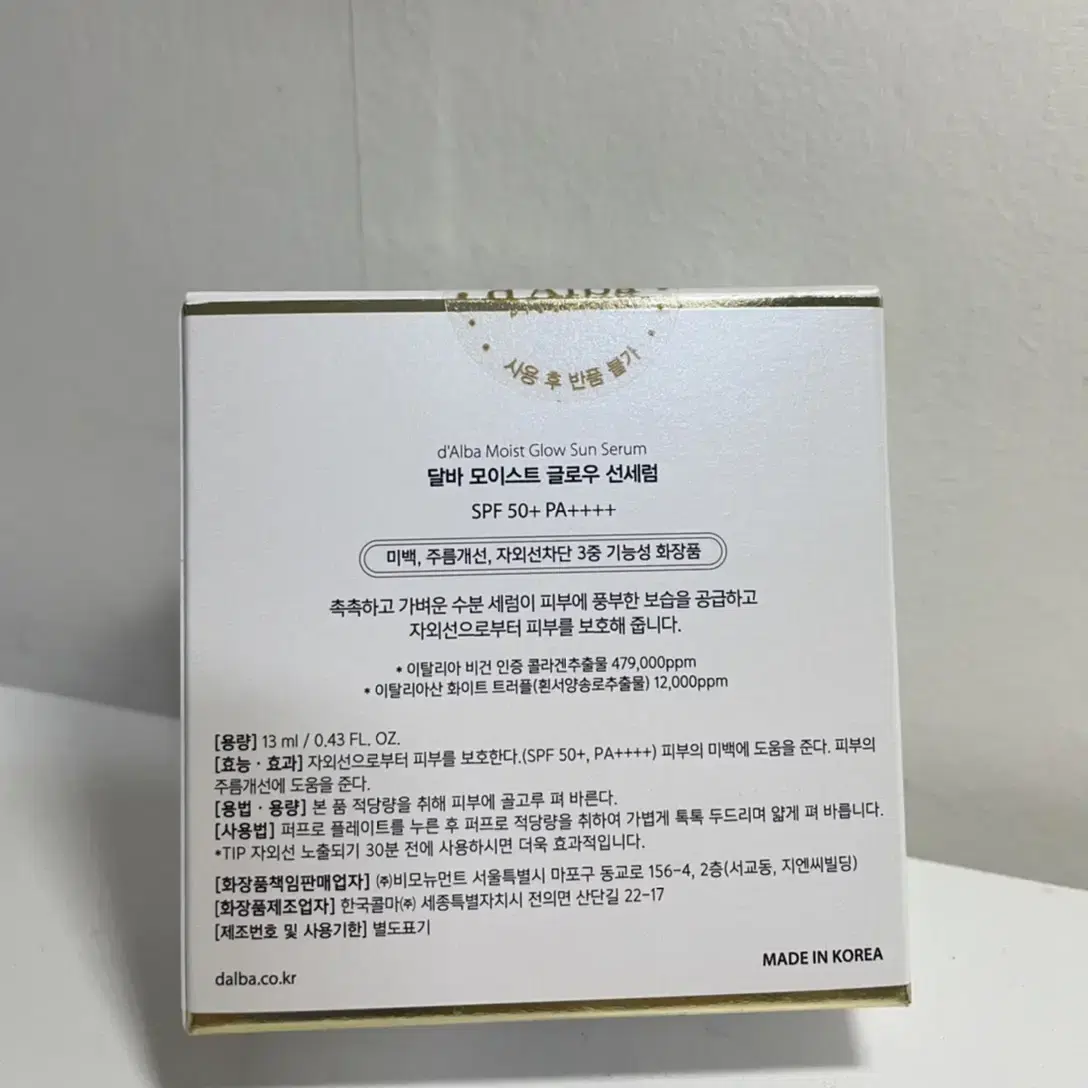 d'Alba
사용 후 반품 불가
d'Alba Moist Glow Sun Serum
달바 모이스트 글로우 선세럼
SPF 50+ PA++++
미백, 주름개선, 자외선차단 3중 기능성 화장품
촉촉하고 가벼운 수분 세럼이 피부에 풍부한 보습을 공급하고
자외선으로부터 피부를 보호해 줍니다.
* 이탈리아 비건 인증 콜라겐추출물 479,000ppm
* 이탈리아산 화이트 트러플(흰서양송로추출물) 12,000ppm
[용량] 13 ml / 0.43 FL. OZ.
[효능 · 효과] 자외선으로부터 피부를 보호한다.(SPF 50+, PA++++) 피부의 미백에 도움을 준다. 피부의
주름개선에 도움을 준다.
[용법 · 용량] 본 품 적당량을 취해 피부에 골고루 펴 바른다.
[사용법] 퍼프로 플레이트를 누른 후 퍼프로 적당량을 취하여 가볍게 톡톡 두드리며 얇게 펴 바릅니다.
*TIP 자외선 노출되기 30분 전에 사용하시면 더욱 효과적입니다.
[화장품책임판매업자] ㈜비모뉴먼트 서울특별시 마포구 동교로 156-4, 2층(서교동, 지엔씨빌딩)
[화장품제조업자] 한국콜마㈜ 세종특별자치시 전의면 산단길 22-17
[제조번호 및 사용기한] 별도표기
MADE IN KOREA
dalba.co.kr